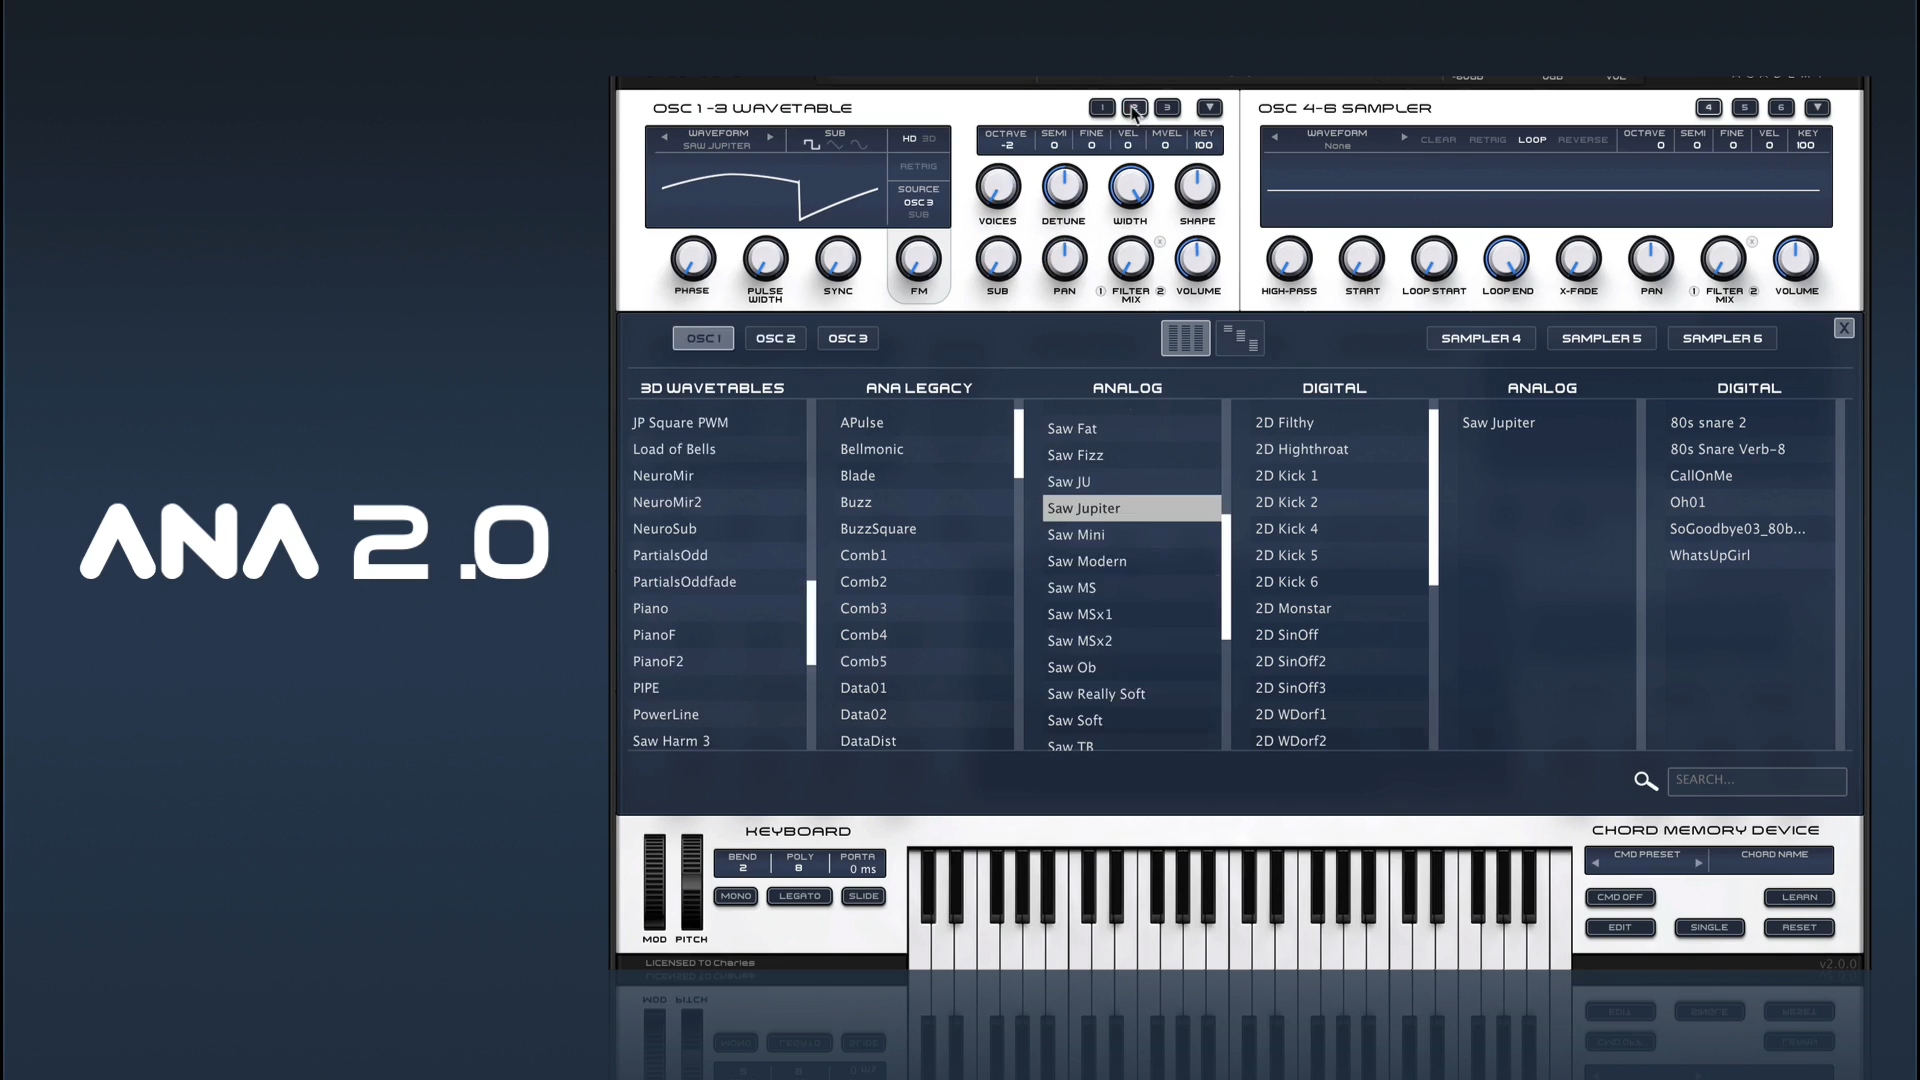 ANA 2.0
OSC 1-3 WAVETABLE
1
3
OSC 4-6 SAMPLER
4
5
6
WAVEFORM
SAW JUPITER
SUB
HD 3D
RETRIG
SOURCE
OSC 3
SUB
OCTAVE SEMI FINE VEL MVEL KEY
-2 0 0 0 0 100
VOICES DETUNE WIDTH SHAPE
PHASE PULSE WIDTH SYNC FM SUB PAN 1 FILTER MIX 2 VOLUME
X
WAVEFORM
None
CLEAR RETRIG LOOP REVERSE
OCTAVE SEMI FINE VEL KEY
0 0 0 0 100
HIGH-PASS START LOOP START LOOP END X-FADE PAN 1 FILTER MIX 2 VOLUME
X
OSC 1 OSC 2 OSC 3
SAMPLER 4 SAMPLER 5 SAMPLER 6
X
3D WAVETABLES
JP Square PWM
Load of Bells
NeuroMir
NeuroMir2
NeuroSub
PartialsOdd
PartialsOddfade
Piano
PianoF
PianoF2
PIPE
PowerLine
Saw Harm 3
ANA LEGACY
APulse
Bellmonic
Blade
Buzz
BuzzSquare
Comb1
Comb2
Comb3
Comb4
Comb5
Data01
Data02
DataDist
ANALOG
Saw Fat
Saw Fizz
Saw JU
Saw Jupiter
Saw Mini
Saw Modern
Saw MS
Saw MSx1
Saw MSx2
Saw Ob
Saw Really Soft
Saw Soft
Saw TB
DIGITAL
2D Filthy
2D Highthroat
2D Kick 1
2D Kick 2
2D Kick 4
2D Kick 5
2D Kick 6
2D Monstar
2D SinOff
2D SinOff2
2D SinOff3
2D WDorf1
2D WDorf2
ANALOG
Saw Jupiter
DIGITAL
80s snare 2
80s Snare Verb-8
CallOnMe
Oh01
SoGoodbye03_80b...
WhatsUpGirl
SEARCH...
KEYBOARD
BEND POLY PORTA
2 8 0 ms
MONO LEGATO SLIDE
MOD PITCH
CHORD MEMORY DEVICE
CMD PRESET CHORD NAME
CMD OFF LEARN
EDIT SINGLE RESET
LICENSED TO Charles
v2.0.0